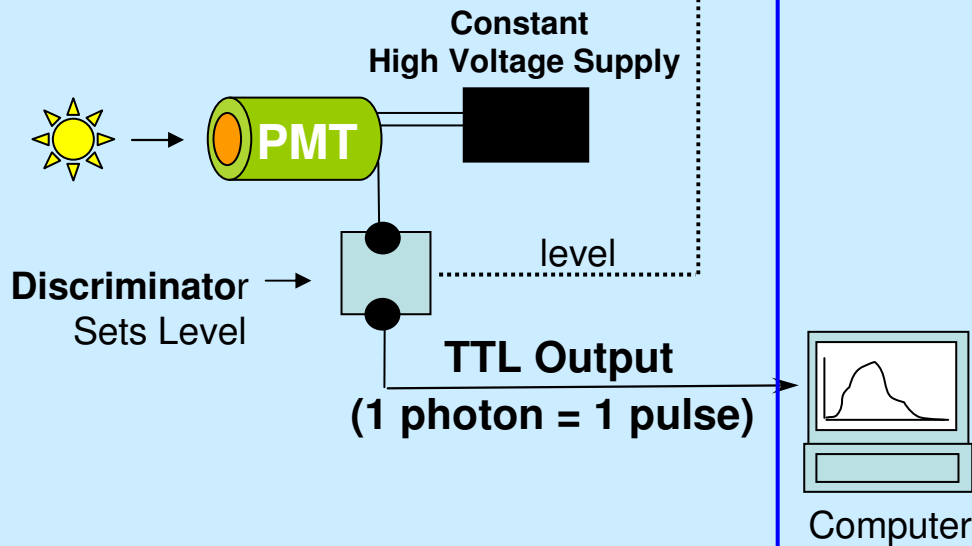 Constant
High Voltage Supply
PMT
level
Discriminator
Sets Level
TTL Output
(1 photon = 1 pulse)
Computer